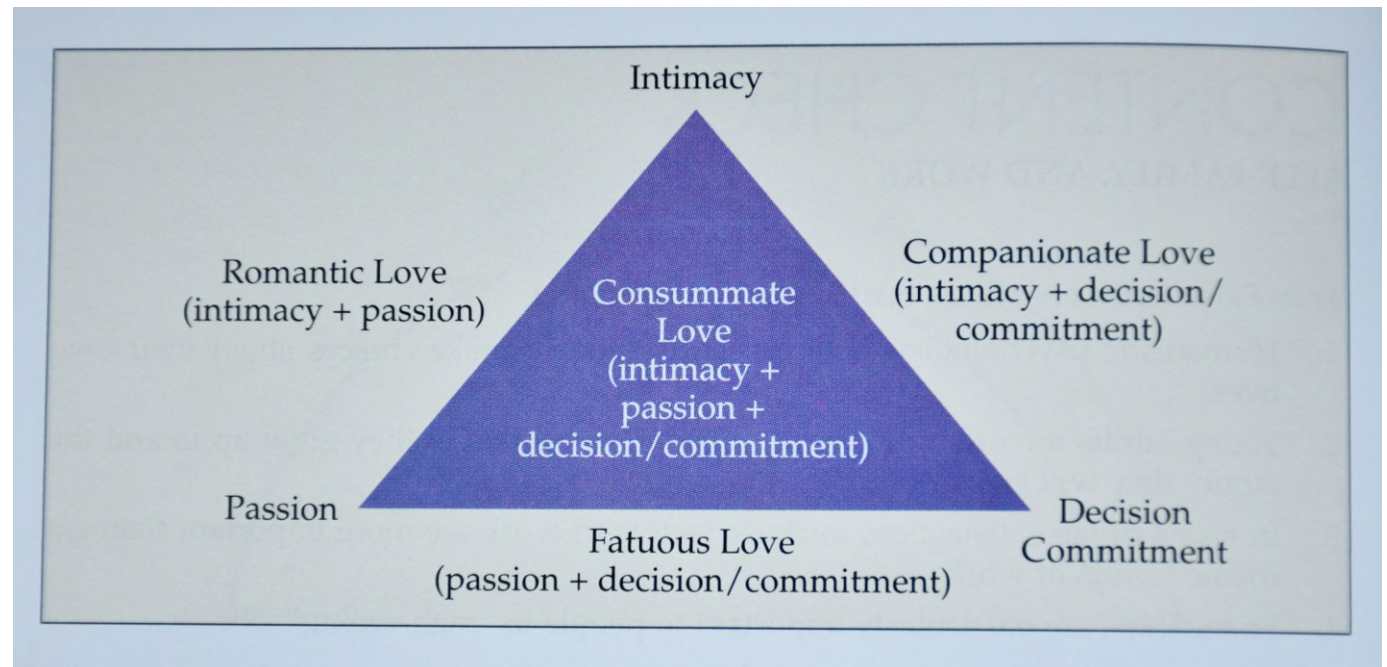 Intimacy
Romantic Love
(intimacy + passion)
Companionate Love
(intimacy + decision/
commitment)
Consummate
Love
(intimacy +
passion +
decision/commitment)
Passion
Decision
Commitment
Fatuous Love
(passion + decision/commitment)